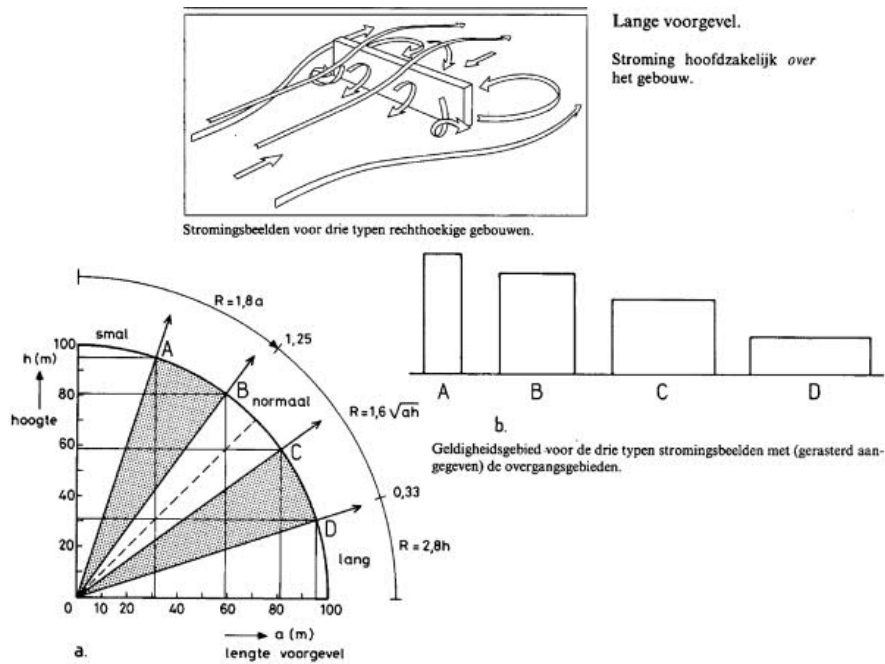 Lange voorgevel.
Stroming hoofdzakelijk over
het gebouw.
Stromingsbeelden voor drie typen rechthoekige gebouwen.
R=1,8a
smal
1,25
100
h (m)
hoogte
80
60
40
20
A
B
normaal
R=1,6 √ah
C
0,33
D
lang
R=2,8h
0
10
20
40
60
80
100
a (m)
lengte voorgevel
a.
A
B
C
D
b.
Geldigheidsgebied voor de drie typen stromingsbeelden met (gerasterd aan-
gegeven) de overgangsgebieden.